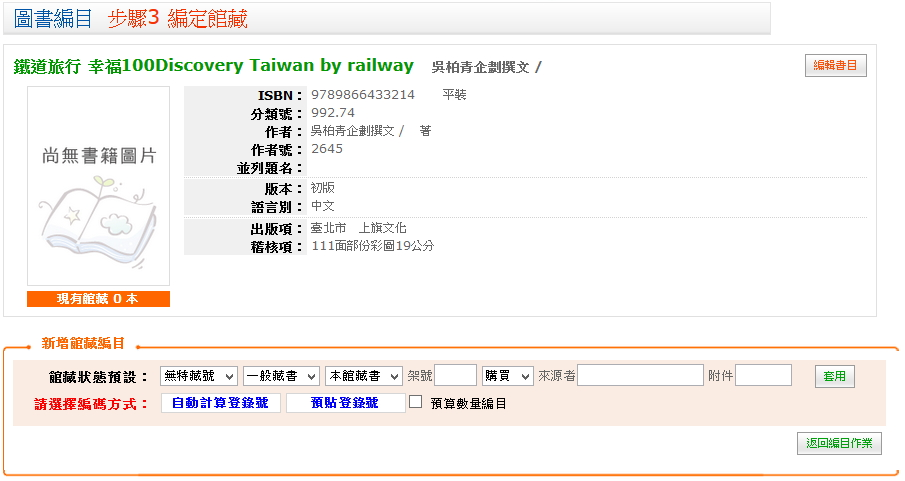 圖書編目 步驟3 編定館藏
鐵道旅行 幸福100Discovery Taiwan by railway 吳柏青企劃撰文 /
編輯書目
尚無書籍圖片
現有館藏 0 本
ISBN： 9789866433214 平裝
分類號： 992.74
作者： 吳柏青企劃撰文 / 著
作者號： 2645
並列題名：
版本： 初版
語言別： 中文
出版項： 臺北市 上旗文化
稽核項： 111面部份彩圖19公分
新增館藏編目
館藏狀態預設： 無特藏號 一般藏書 本館藏書 架號 購買 來源者 附件 套用
請選擇編碼方式： 自動計算登錄號 預貼登錄號 預算數量編目
返回編目作業